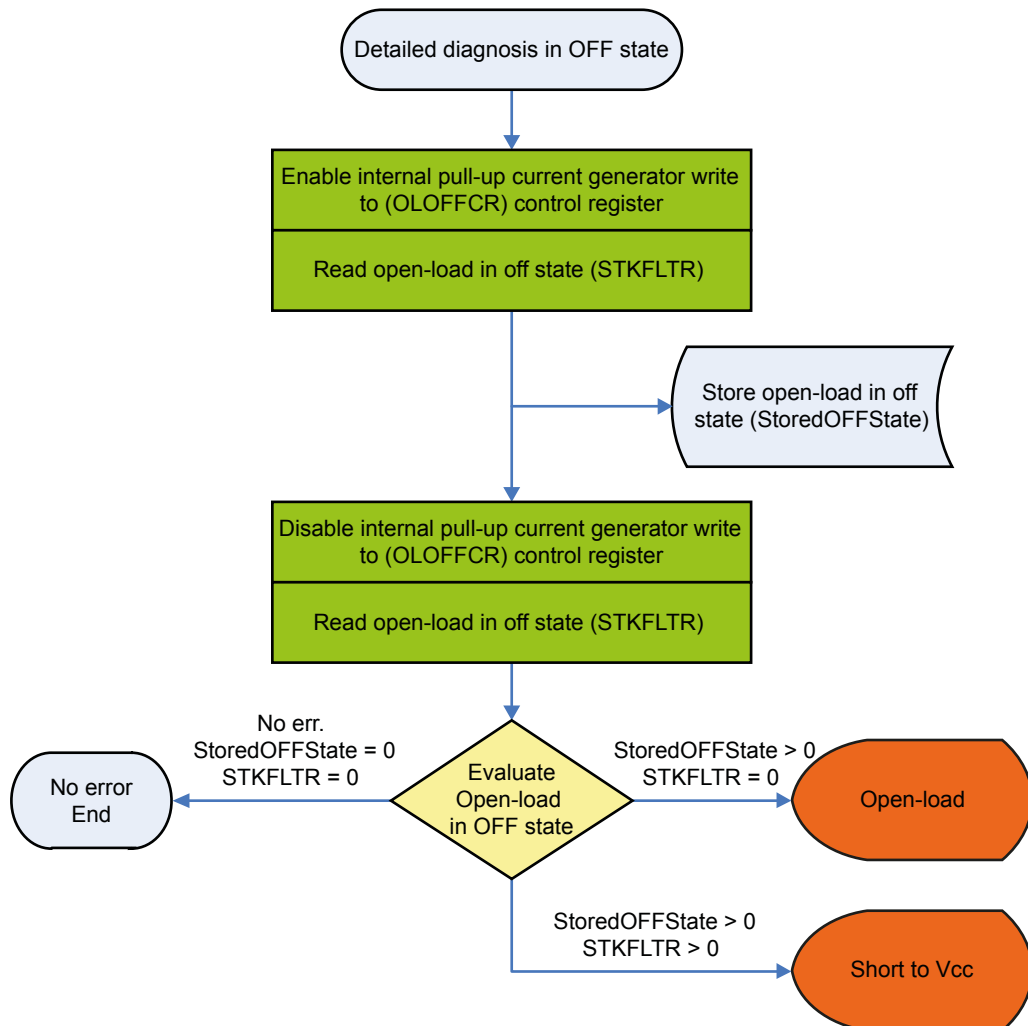 Detailed diagnosis in OFF state
Enable internal pull-up current generator write
to (OLOFFCR) control register
Read open-load in off state (STKFLTR)
Store open-load in off
state (StoredOFFState)
Disable internal pull-up current generator write
to (OLOFFCR) control register
Read open-load in off state (STKFLTR)
No err.
StoredOFFState = 0
STKFLTR = 0
No error
End
Evaluate
Open-load
in OFF state
StoredOFFState > 0
STKFLTR = 0
Open-load
StoredOFFState > 0
STKFLTR > 0
Short to Vcc